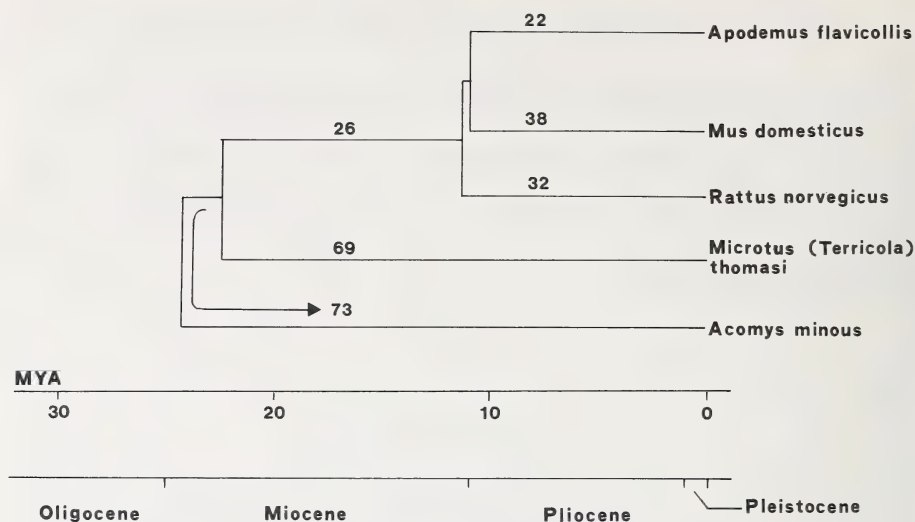 22
Apodemus flavicollis
26
38
Mus domesticus
32
Rattus norvegicus
69
Microtus (Terricola)
thomasi
73
Acomys minous
MYA
30 20 10 0
Oligocene Miocene Pliocene Pleistocene